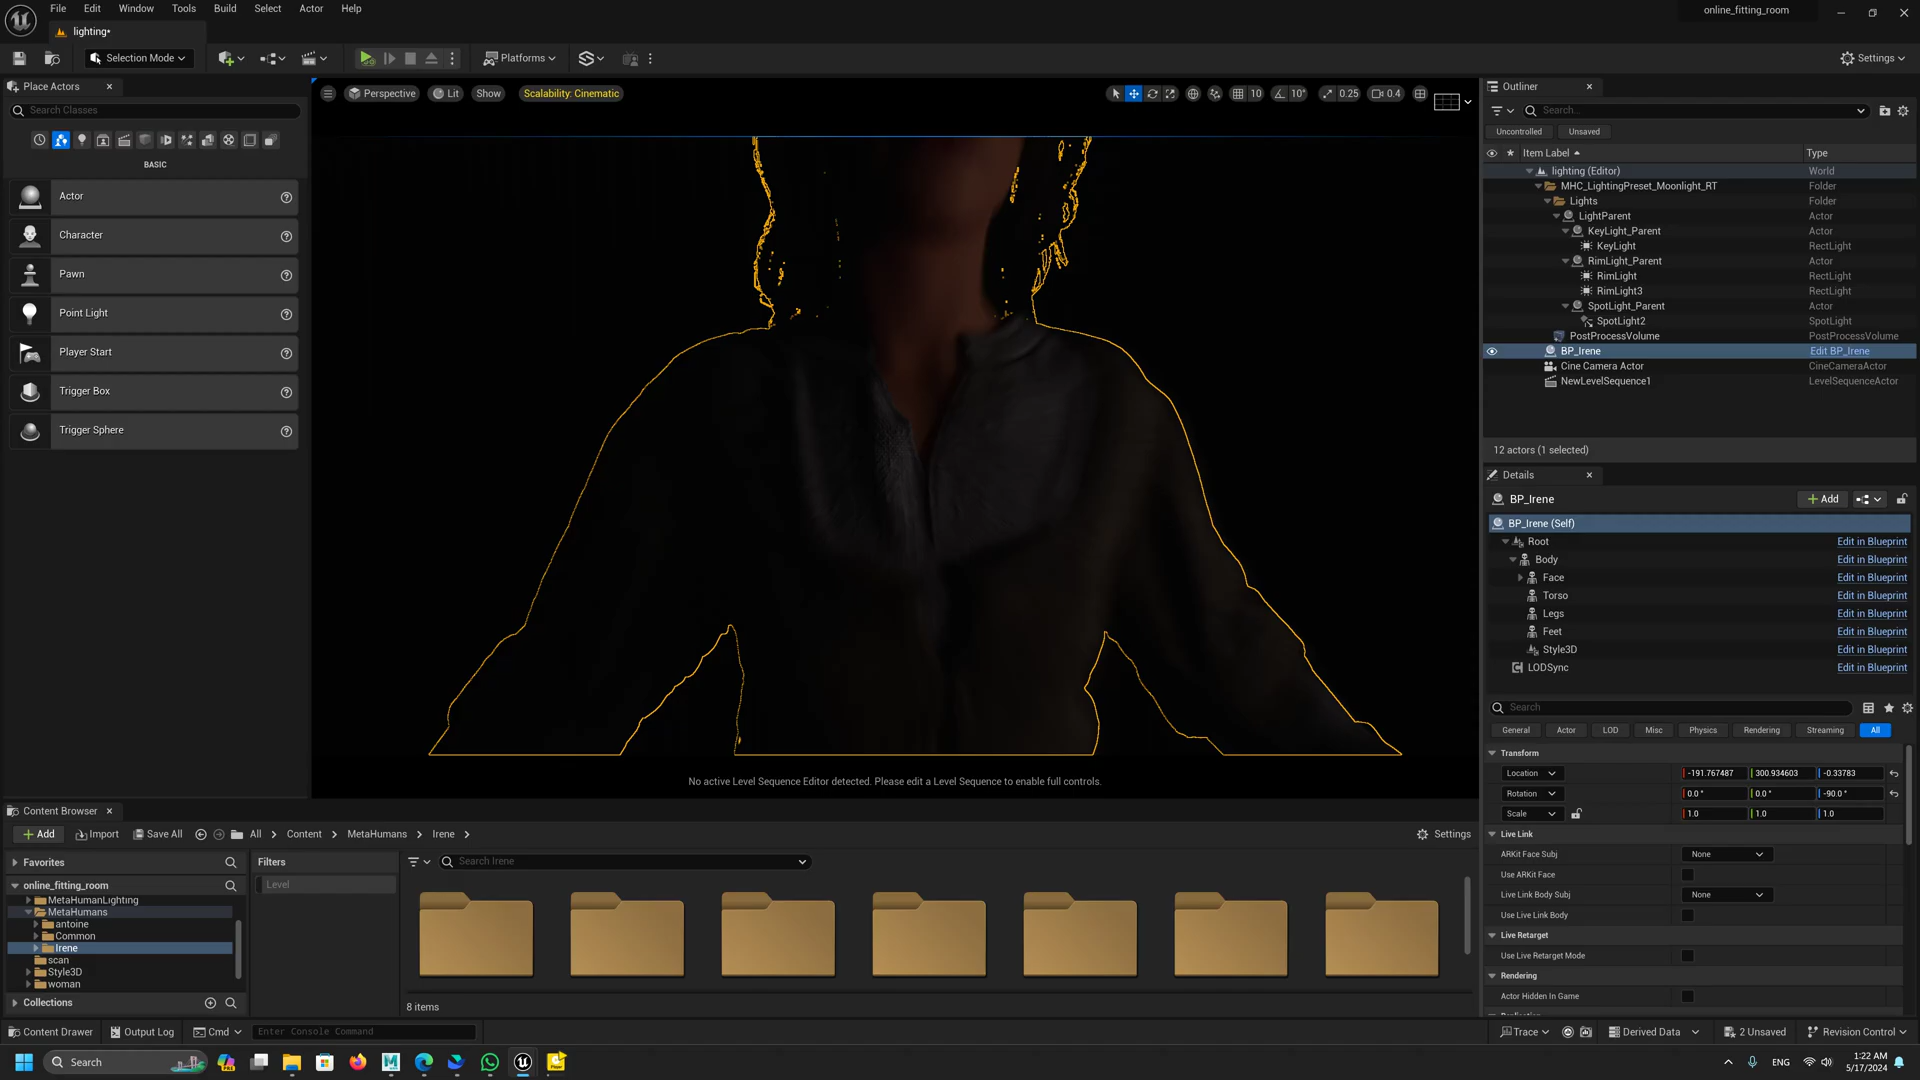 File Edit Window Tools Build Select Actor Help
online_fitting_room
lighting•
Selection Mode
Platforms
Settings
Place Actors
Search Classes
BASIC
Actor
Character
Pawn
Point Light
Player Start
Trigger Box
Trigger Sphere
Perspective Lit Show Scalability: Cinematic
10 10° 0.25 0.4
No active Level Sequence Editor detected. Please edit a Level Sequence to enable full controls.
Outliner
Search...
Uncontrolled Unsaved
Item Label Type
lighting (Editor) World
MHC_LightingPreset_Moonlight_RT Folder
Lights Folder
LightParent Actor
KeyLight_Parent Actor
KeyLight RectLight
RimLight_Parent Actor
RimLight RectLight
RimLight3 RectLight
SpotLight_Parent Actor
SpotLight2 SpotLight
PostProcessVolume PostProcessVolume
BP_Irene Edit BP_Irene
Cine Camera Actor CineCameraActor
NewLevelSequence1 LevelSequenceActor
12 actors (1 selected)
Details
BP_Irene Add
BP_Irene (Self)
Root Edit in Blueprint
Body Edit in Blueprint
Face Edit in Blueprint
Torso Edit in Blueprint
Legs Edit in Blueprint
Feet Edit in Blueprint
Style3D Edit in Blueprint
LODSync Edit in Blueprint
Search
General Actor LOD Misc Physics Rendering Streaming All
Transform
Location -191.767487 300.934603 -0.33783
Rotation 0.0 ° 0.0 ° -90.0 °
Scale 1.0 1.0 1.0
Live Link
ARKit Face Subj None
Use ARKit Face
Live Link Body Subj None
Use Live Link Body
Live Retarget
Use Live Retarget Mode
Rendering
Actor Hidden In Game
Content Browser
Add Import Save All All Content MetaHumans Irene Settings
Favorites
online_fitting_room
MetaHumanLighting
MetaHumans
antoine
Common
Irene
scan
Style3D
woman
Collections
Filters
Level
Search Irene
8 items
Content Drawer Output Log Cmd Enter Console Command
Trace Derived Data 2 Unsaved Revision Control
Search
ENG
1:22 AM
5/17/2024